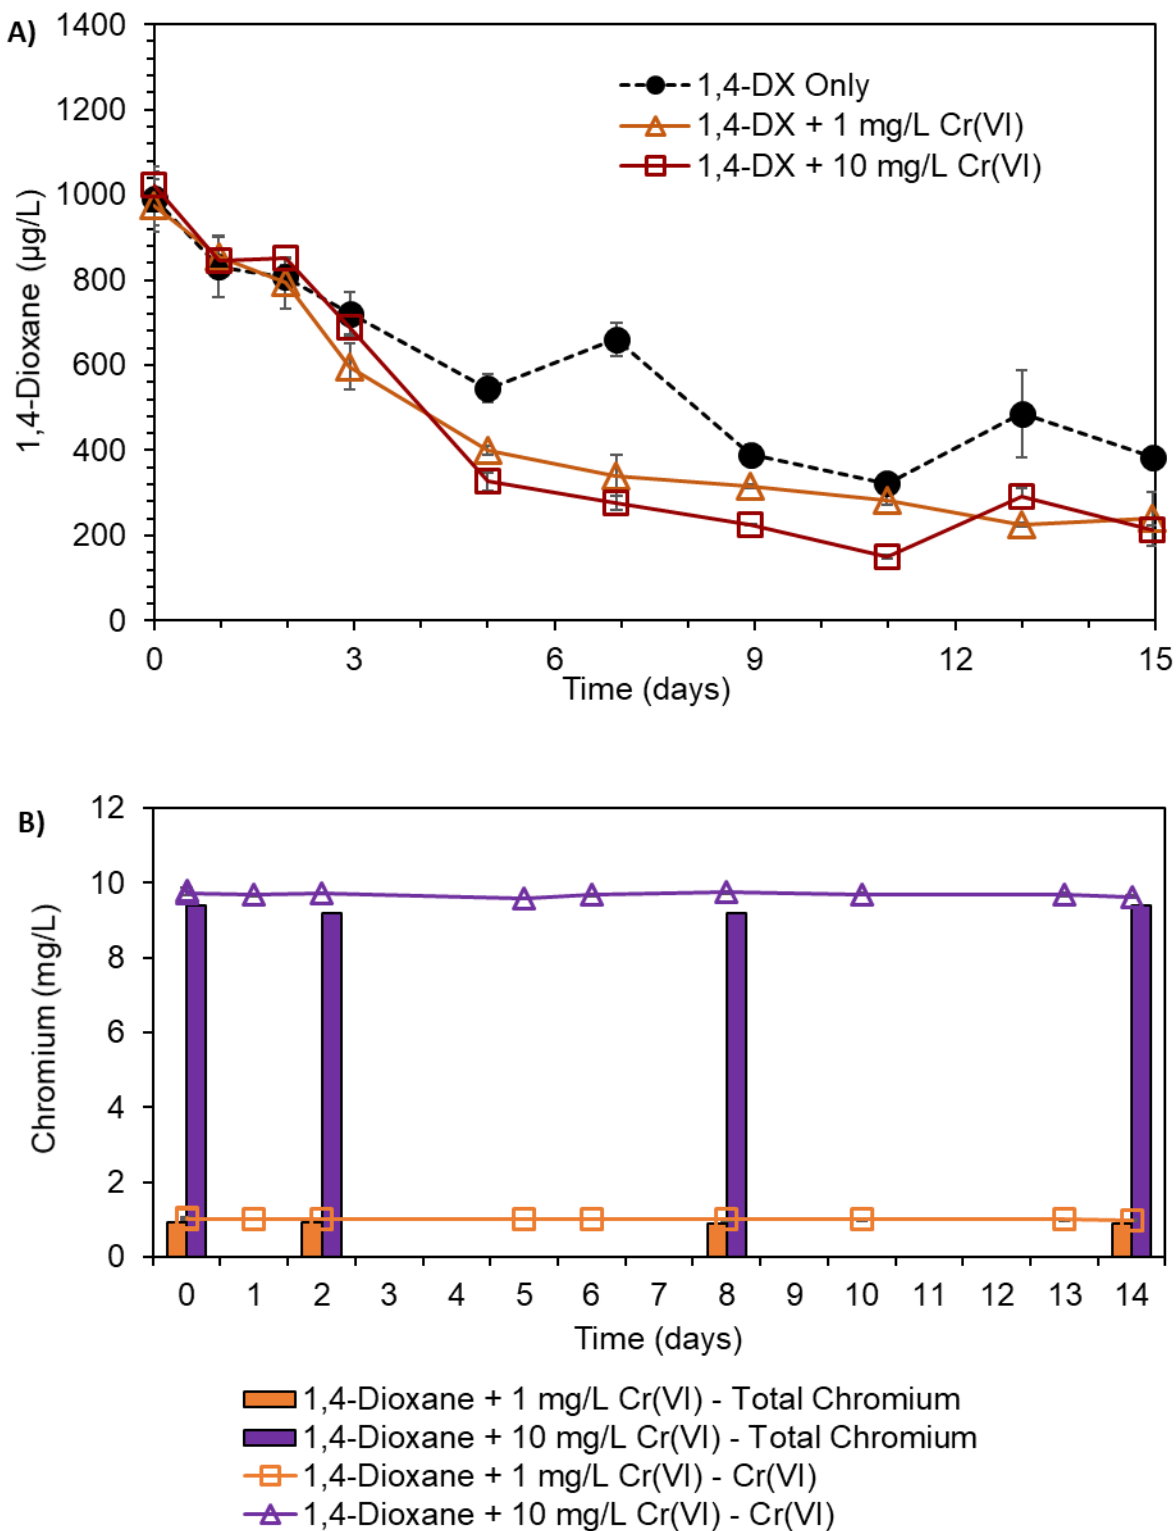 A)
1400
1200
1000
800
600
400
200
0
1,4-Dioxane (µg/L)
1,4-DX Only
1,4-DX + 1 mg/L Cr(VI)
1,4-DX + 10 mg/L Cr(VI)
0 3 6 9 12 15
Time (days)
B)
12
10
8
6
4
2
0
Chromium (mg/L)
0 1 2 3 4 5 6 7 8 9 10 11 12 13 14
Time (days)
1,4-Dioxane + 1 mg/L Cr(VI) - Total Chromium
1,4-Dioxane + 10 mg/L Cr(VI) - Total Chromium
1,4-Dioxane + 1 mg/L Cr(VI) - Cr(VI)
1,4-Dioxane + 10 mg/L Cr(VI) - Cr(VI)